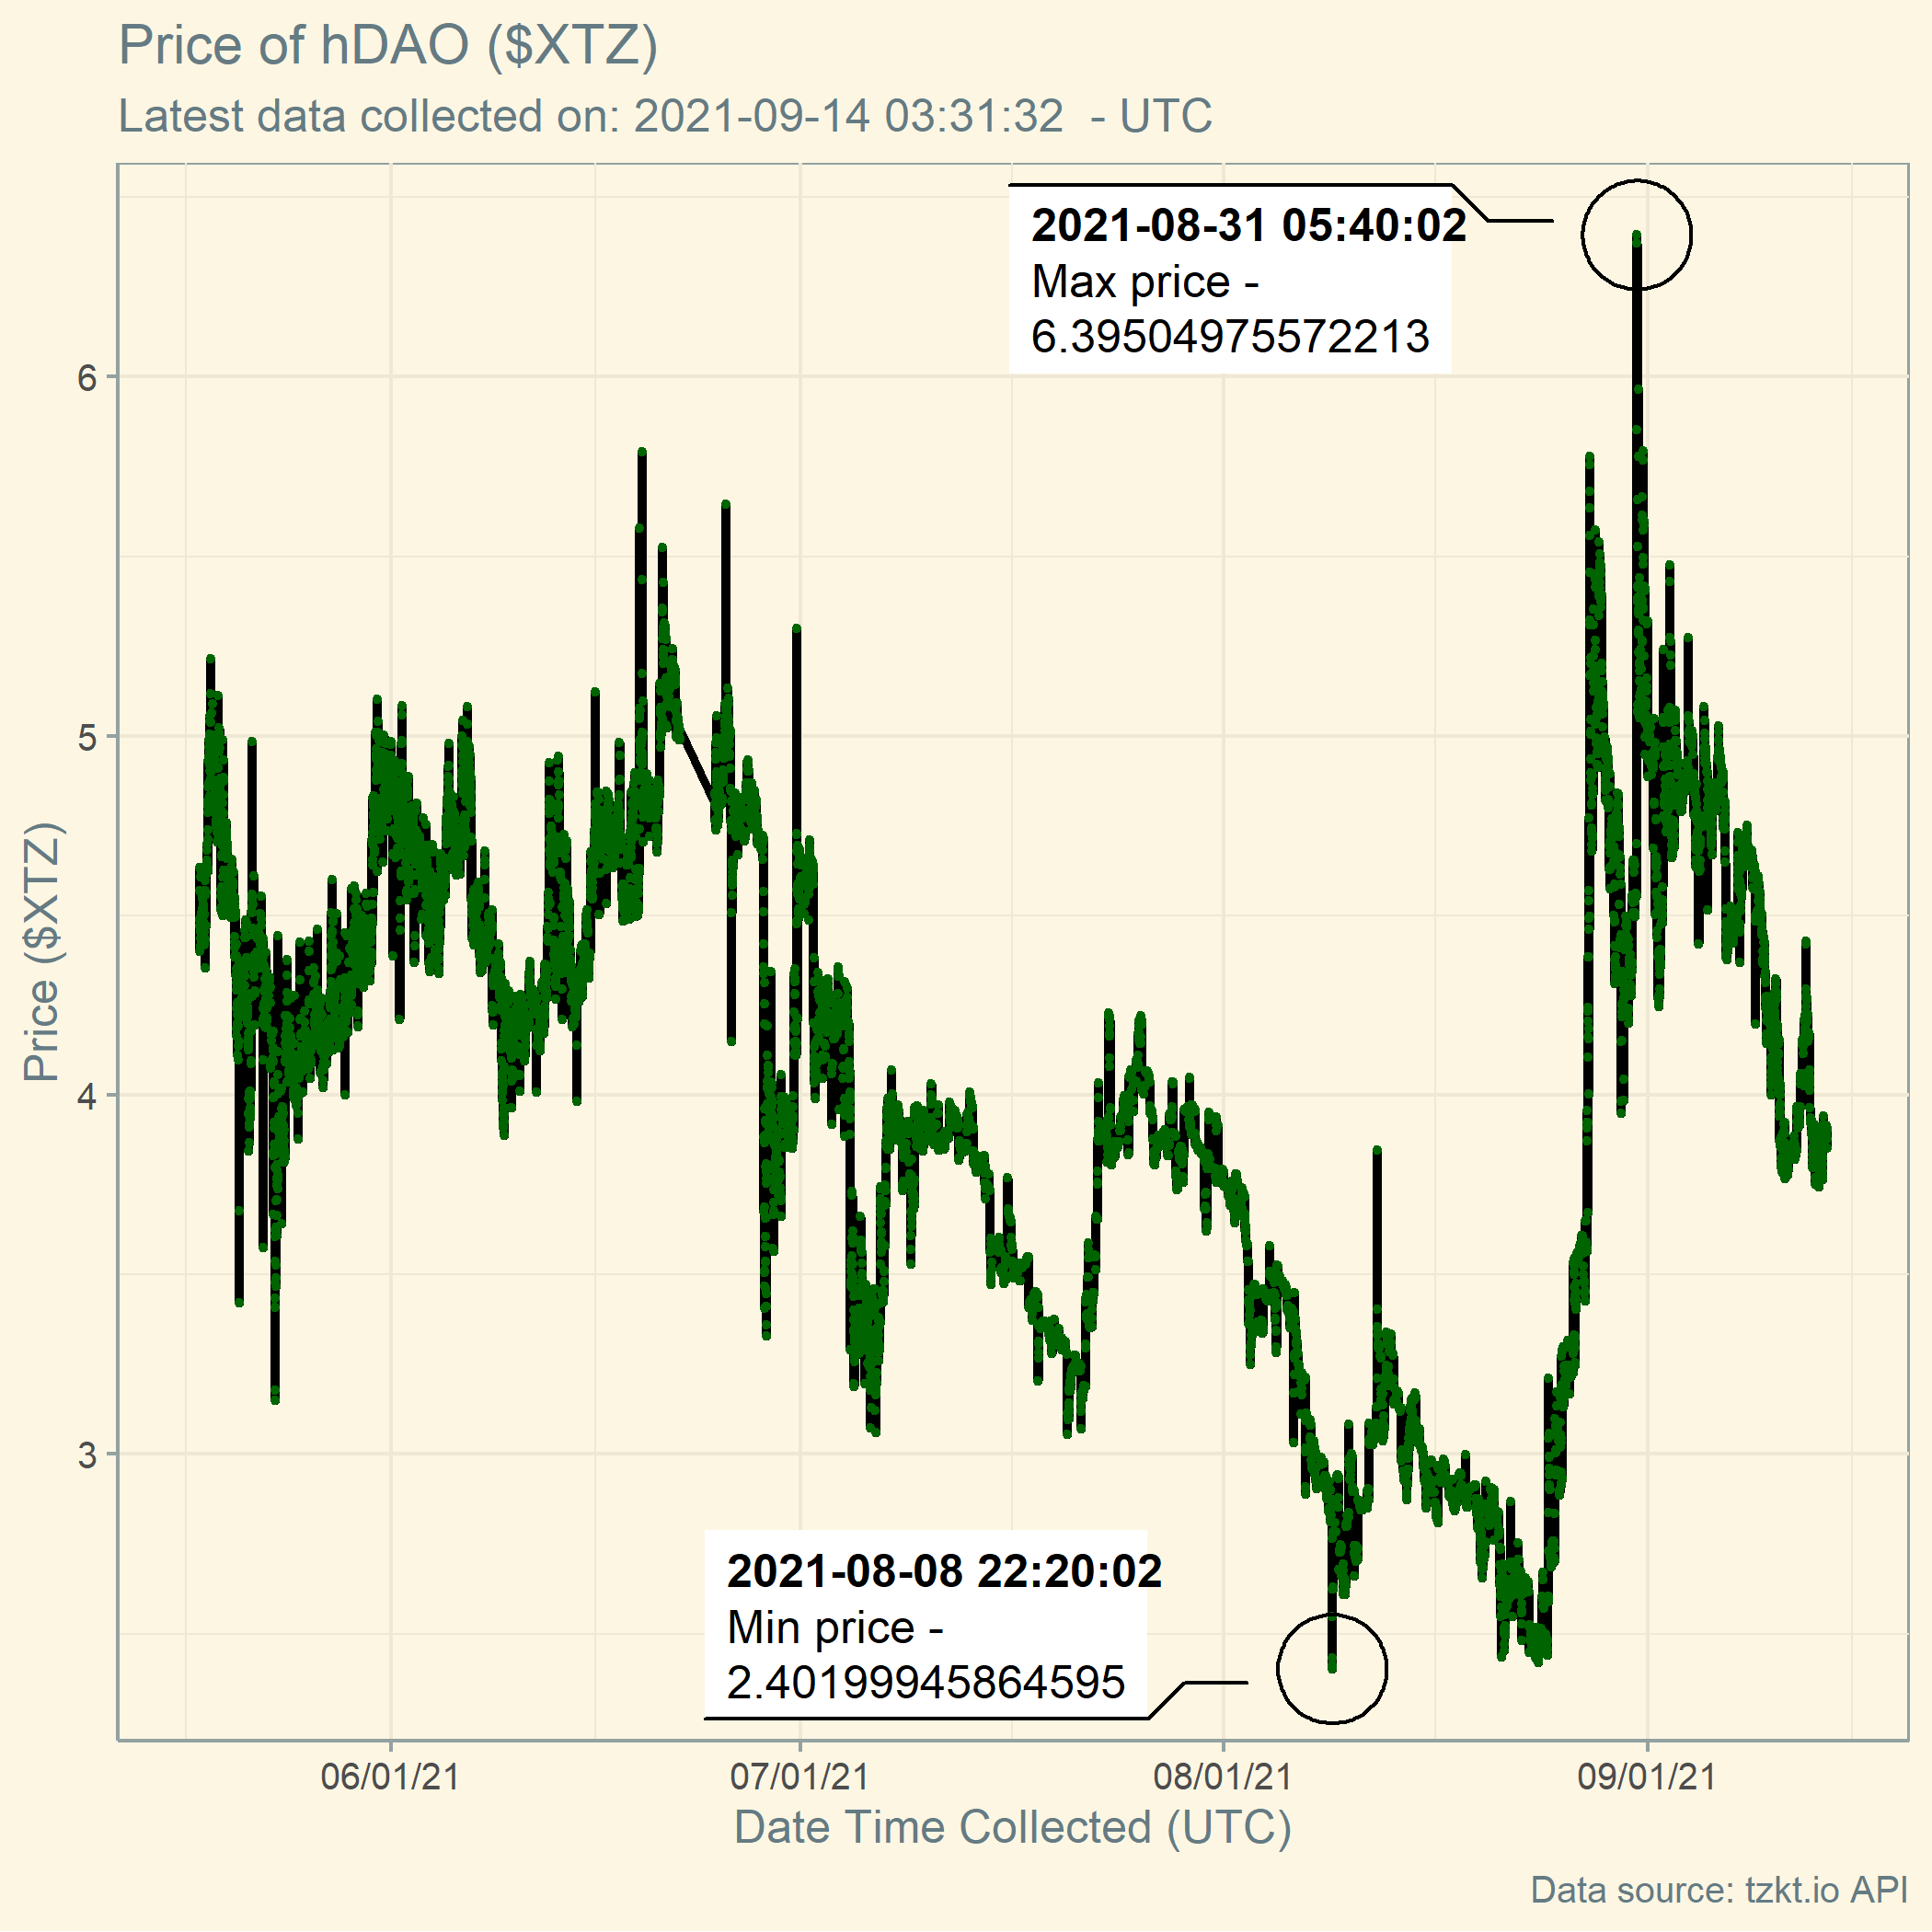 Price of hDAO ($XTZ)
Latest data collected on: 2021-09-14 03:31:32  - UTC
2021-08-31 05:40:02
Max price -
6.39504975572213
6
5
Price ($XTZ)
4
3
2021-08-08 22:20:02
Min price -
2.40199945864595
06/01/21
07/01/21
08/01/21
09/01/21
Date Time Collected (UTC)
Data source: tzkt.io API